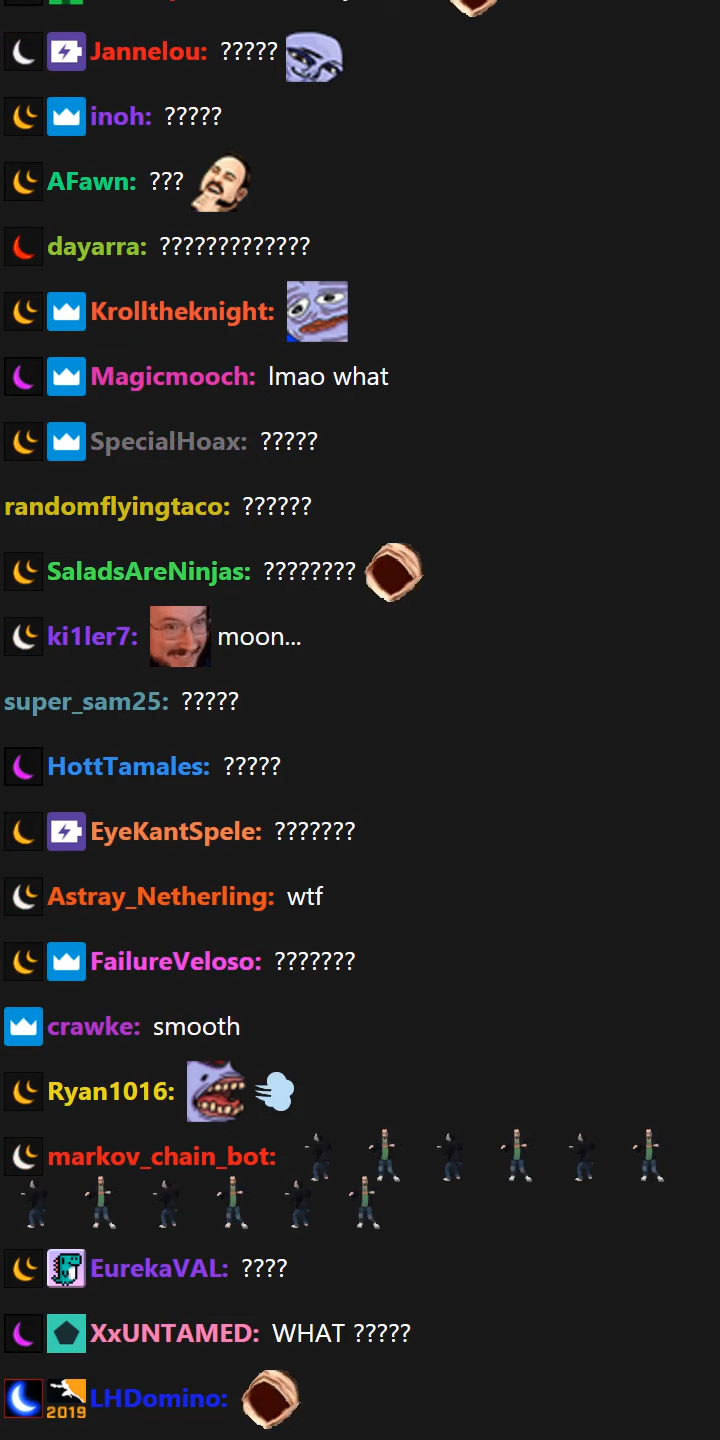 Jannelou: ?????
inoh: ?????
AFawn: ???
dayarra: ?????????????
Krolltheknight:
Magicmooch: lmao what
SpecialHoax: ?????
randomflyingtaco: ??????
SaladsAreNinjas: ????????
ki1ler7: moon...
super_sam25: ?????
HottTamales: ?????
EyeKantSpele: ???????
Astray_Netherling: wtf
FailureVeloso: ???????
crawke: smooth
Ryan1016:
markov_chain_bot:
EurekaVAL: ????
XxUNTAMED: WHAT ?????
2019 LHDomino: